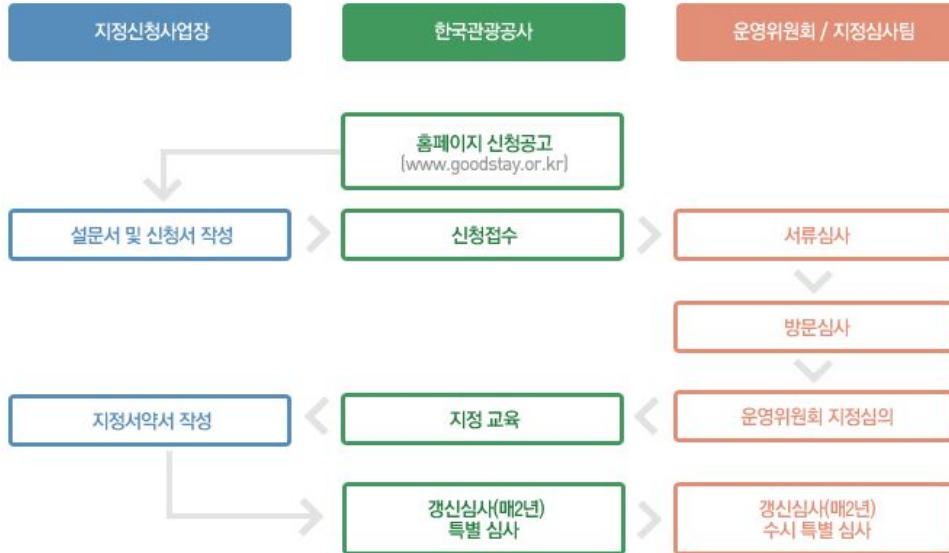 지정신청사업장
한국관광공사
운영위원회 / 지정심사팀
홈페이지 신청공고
(www.goodstay.or.kr)
설문서 및 신청서 작성
신청접수
서류심사
방문심사
지정서약서 작성
지정 교육
운영위원회 지정심의
갱신심사(매2년)
특별 심사
갱신심사(매2년)
수시 특별 심사